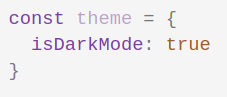 const theme = {
  isDarkMode: true
}